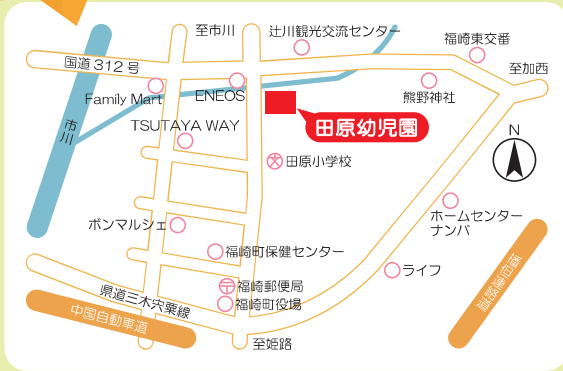 至市川
辻川観光交流センター
福崎東交番
国道312号
至加西
Family Mart
ENEOS
熊野神社
市川
TSUTAYA WAY
田原幼児園
N
田原小学校
ボンマルシェ
ホームセンター
ナンバ
福崎町保健センター
ライフ
福崎郵便局
県道三木宍粟線
福崎町役場
中国自動車道
至姫路